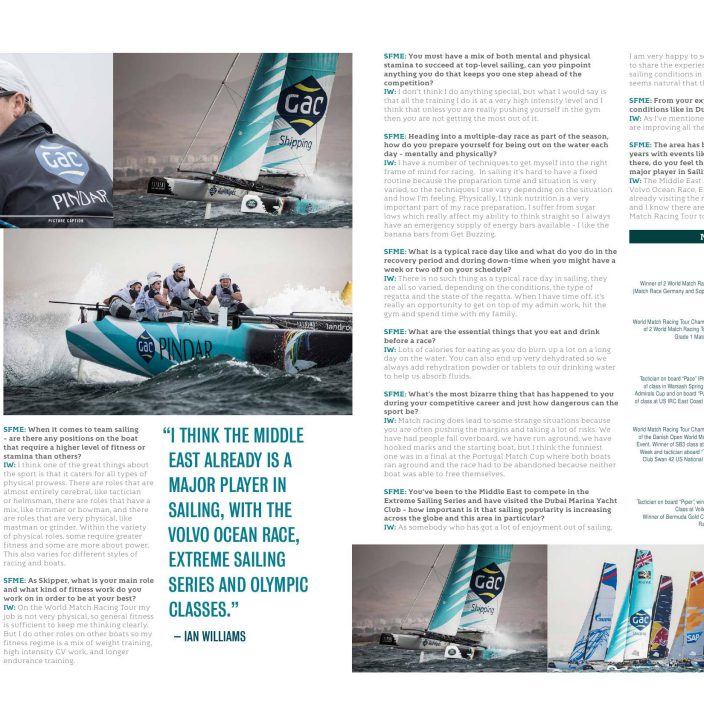 GAC
PINDAR
PICTURE CAPTION
GAC
Shipping
GAC
PINDAR
landro
SFME: When it comes to team sailing
– are there any positions on the boat
that require a higher level of fitness or
stamina than others?
IW: I think one of the great things about
the sport is that it caters for all types of
physical prowess. There are roles that are
almost entirely cerebral, like tactician
or helmsman, there are roles that have a
mix, like trimmer or bowman, and there
are roles that are very physical, like
mastman or grinder. Within the variety
of physical roles, some require greater
fitness and some are more about power.
This also varies for different styles of
racing and boats.
SFME: As Skipper, what is your main role
and what kind of fitness work do you
work on in order to be at your best?
IW: On the World Match Racing Tour my
job is not very physical, so general fitness
is sufficient to keep me thinking clearly.
But I do other roles on other boats so my
fitness regime is a mix of weight training,
high intensity CV work, and longer
endurance training.
“I THINK THE MIDDLE
EAST ALREADY IS A
MAJOR PLAYER IN
SAILING, WITH THE
VOLVO OCEAN RACE,
EXTREME SAILING
SERIES AND OLYMPIC
CLASSES.”
– IAN WILLIAMS
SFME: You must have a mix of both mental and physical
stamina to succeed at top-level sailing, can you pinpoint
anything you do that keeps you one step ahead of the
competition?
IW: I don't think I do anything special, but what I would say is
that all the training I do is at a very high intensity level and I
think that unless you are really pushing yourself in the gym
then you are not getting the most out of it.
SFME: Heading into a multiple-day race as part of the season,
how do you prepare yourself for being out on the water each
day - mentally and physically?
IW: I have a number of techniques to get myself into the right
frame of mind for racing. In sailing it's hard to have a fixed
routine because the preparation time and situation is very
varied, so the techniques I use vary depending on the situation
and how I'm feeling. Physically, I think nutrition is a very
important part of my race preparation. I suffer from sugar
lows which really affect my ability to think straight so I always
have an emergency supply of energy bars available - I like the
banana bars from Get Buzzing.
SFME: What is a typical race day like and what do you do in the
recovery period and during down-time when you might have a
week or two off on your schedule?
IW: There is no such thing as a typical race day in sailing, they
are all so varied, depending on the conditions, the type of
regatta and the state of the regatta. When I have time off, it's
really an opportunity to get on top of my admin work, hit the
gym and spend time with my family.
SFME: What are the essential things that you eat and drink
before a race?
IW: Lots of calories for eating as you do burn up a lot on a long
day on the water. You can also end up very dehydrated so we
always add rehydration powder or tablets to our drinking water
to help us absorb fluids.
SFME: What's the most bizarre thing that has happened to you
during your competitive career and just how dangerous can the
sport be?
IW: Match racing does lead to some strange situations because
you are often pushing the margins and taking a lot of risks. We
have had people fall overboard, we have run aground, we have
hooked marks and the starting boat, but I think the funniest
one was in a final at the Portugal Match Cup where both boats
ran aground and the race had to be abandoned because neither
boat was able to free themselves.
SFME: You've been to the Middle East to compete in the
Extreme Sailing Series and have visited the Dubai Marina Yacht
Club - how important is it that sailing popularity is increasing
across the globe and this area in particular?
IW: As somebody who has got a lot of enjoyment out of sailing,
I am very happy to s
to share the experie
sailing conditions in
seems natural that t
SFME: From your ex
conditions like in Du
IW: As I've mentione
are improving all the
SFME: The area has b
years with events like
there, do you feel th
major player in Saili
IW: The Middle East
Volvo Ocean Race, E
already visiting the r
and I know there are
Match Racing Tour to
Winner of 2 World Match Ra
(Match Race Germany and Sop
World Match Racing Tour Cham
of 2 World Match Racing T
Grade 1 Mat
Tactician on board "Pace" IR
of class in Warsash Spring
Admirals Cup and on board "P
of class at US IRC East Coast
World Match Racing Tour Cham
of the Danish Open World Ma
Event, Winner of SB3 class at
Week and tactician aboard "
Club Swan 42 US National
Tactician on board "Piper" win
Class at Voile
Winner of Bermuda Gold C
Ra
GAC
Shipping
GAC
SAP